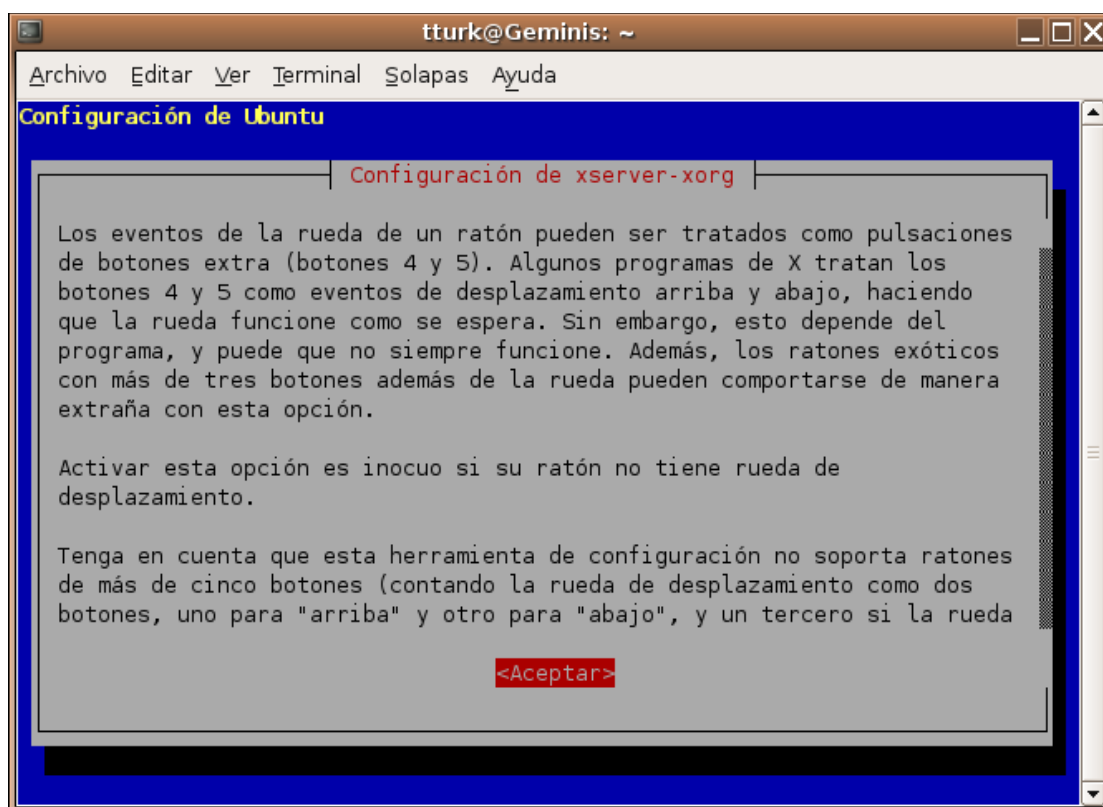 tturk@Geminis: ~
Archivo Editar Ver Terminal Solapas Ayuda
Configuración de Ubuntu
Configuración de xserver-xorg
Los eventos de la rueda de un ratón pueden ser tratados como pulsaciones
de botones extra (botones 4 y 5). Algunos programas de X tratan los
botones 4 y 5 como eventos de desplazamiento arriba y abajo, haciendo
que la rueda funcione como se espera. Sin embargo, esto depende del
programa, y puede que no siempre funcione. Además, los ratones exóticos
con más de tres botones además de la rueda pueden comportarse de manera
extraña con esta opción.
Activar esta opción es inocuo si su ratón no tiene rueda de
desplazamiento.
Tenga en cuenta que esta herramienta de configuración no soporta ratones
de más de cinco botones (contando la rueda de desplazamiento como dos
botones, uno para "arriba" y otro para "abajo", y un tercero si la rueda
<Aceptar>